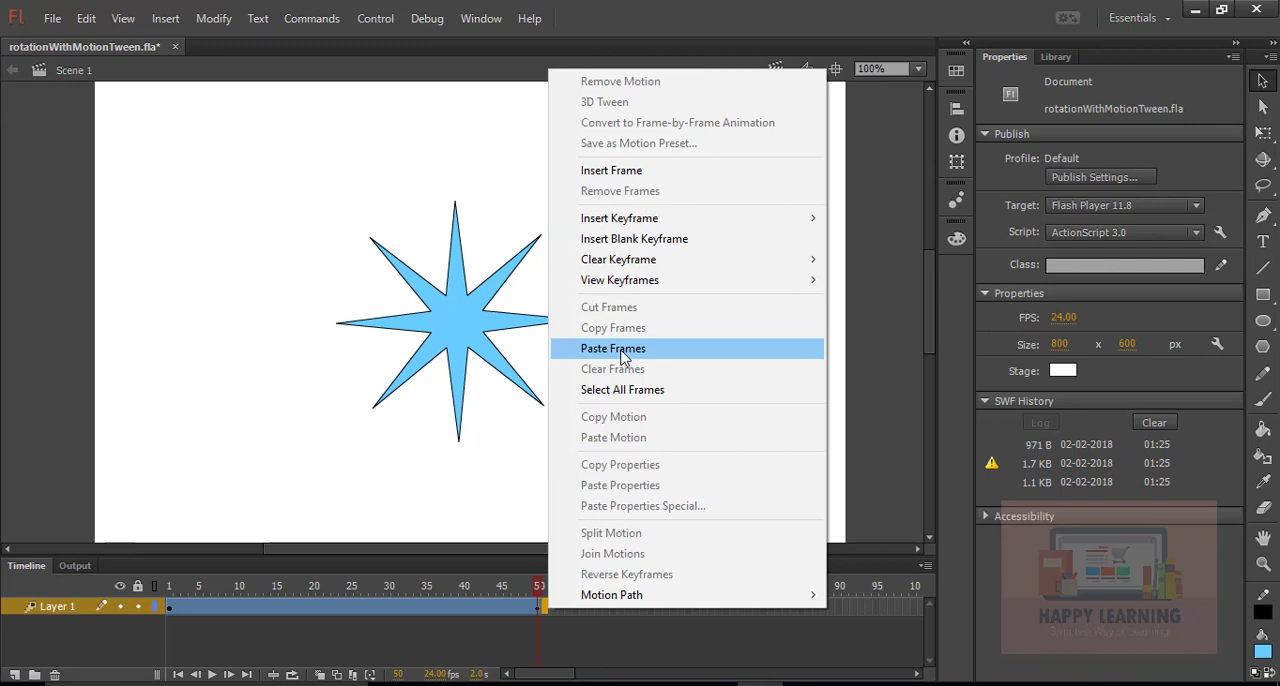 Fl File Edit View Insert Modify Text Commands Control Debug Window Help Essentials
rotationWithMotionTween.fla* ×
Scene 1 100%
Remove Motion
3D Tween
Convert to Frame-by-Frame Animation
Save as Motion Preset...
Insert Frame
Remove Frames
Insert Keyframe
Insert Blank Keyframe
Clear Keyframe
View Keyframes
Cut Frames
Copy Frames
Paste Frames
Clear Frames
Select All Frames
Copy Motion
Paste Motion
Copy Properties
Paste Properties
Paste Properties Special...
Split Motion
Join Motions
Reverse Keyframes
Motion Path
Properties Library
Document
Fl
rotationWithMotionTween.fla
Publish
Profile: Default
Publish Settings...
Target: Flash Player 11.8
Script: ActionScript 3.0
Class:
Properties
FPS: 24.00
Size: 800 x 600 px
Stage:
SWF History
Log Clear
971 B 02-02-2018 01:25
1.7 KB 02-02-2018 01:25
1.1 KB 02-02-2018 01:25
Accessibility
HAPPY LEARNING
Timeline Output
1 5 10 15 20 25 30 35 40 45 50 90 95 10
Layer 1
50 24.00fps 2.0s